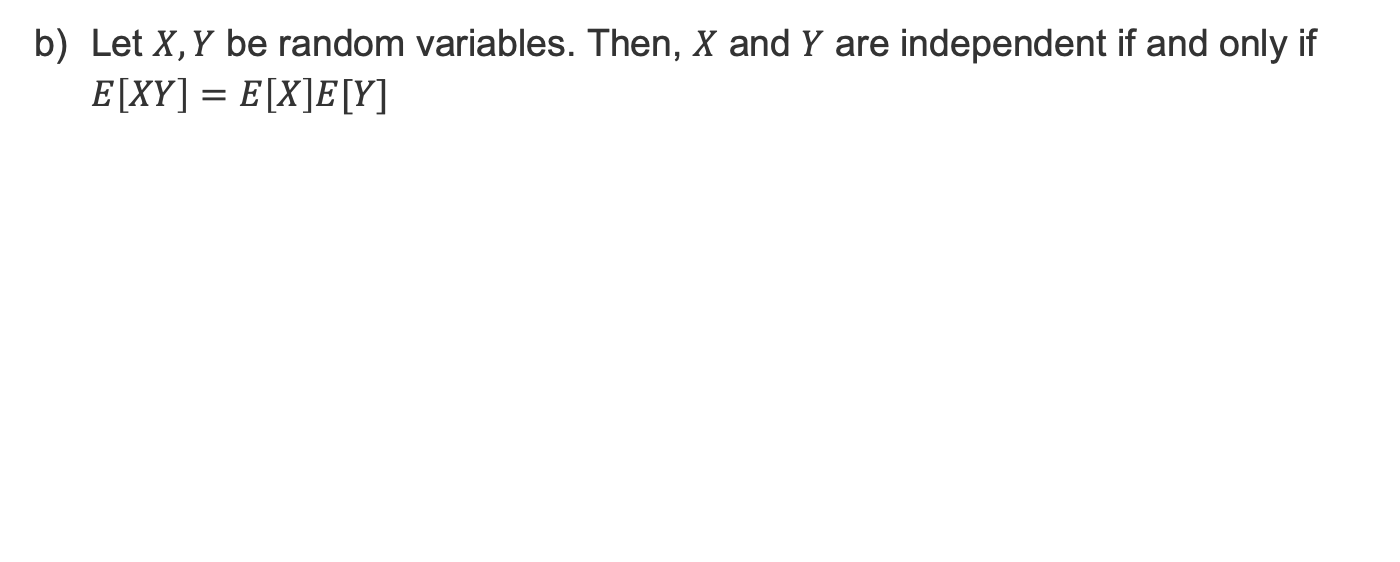 b) Let X, Y be random variables. Then, X and Y are independent if and only if
E[XY] = E[X]E[Y]